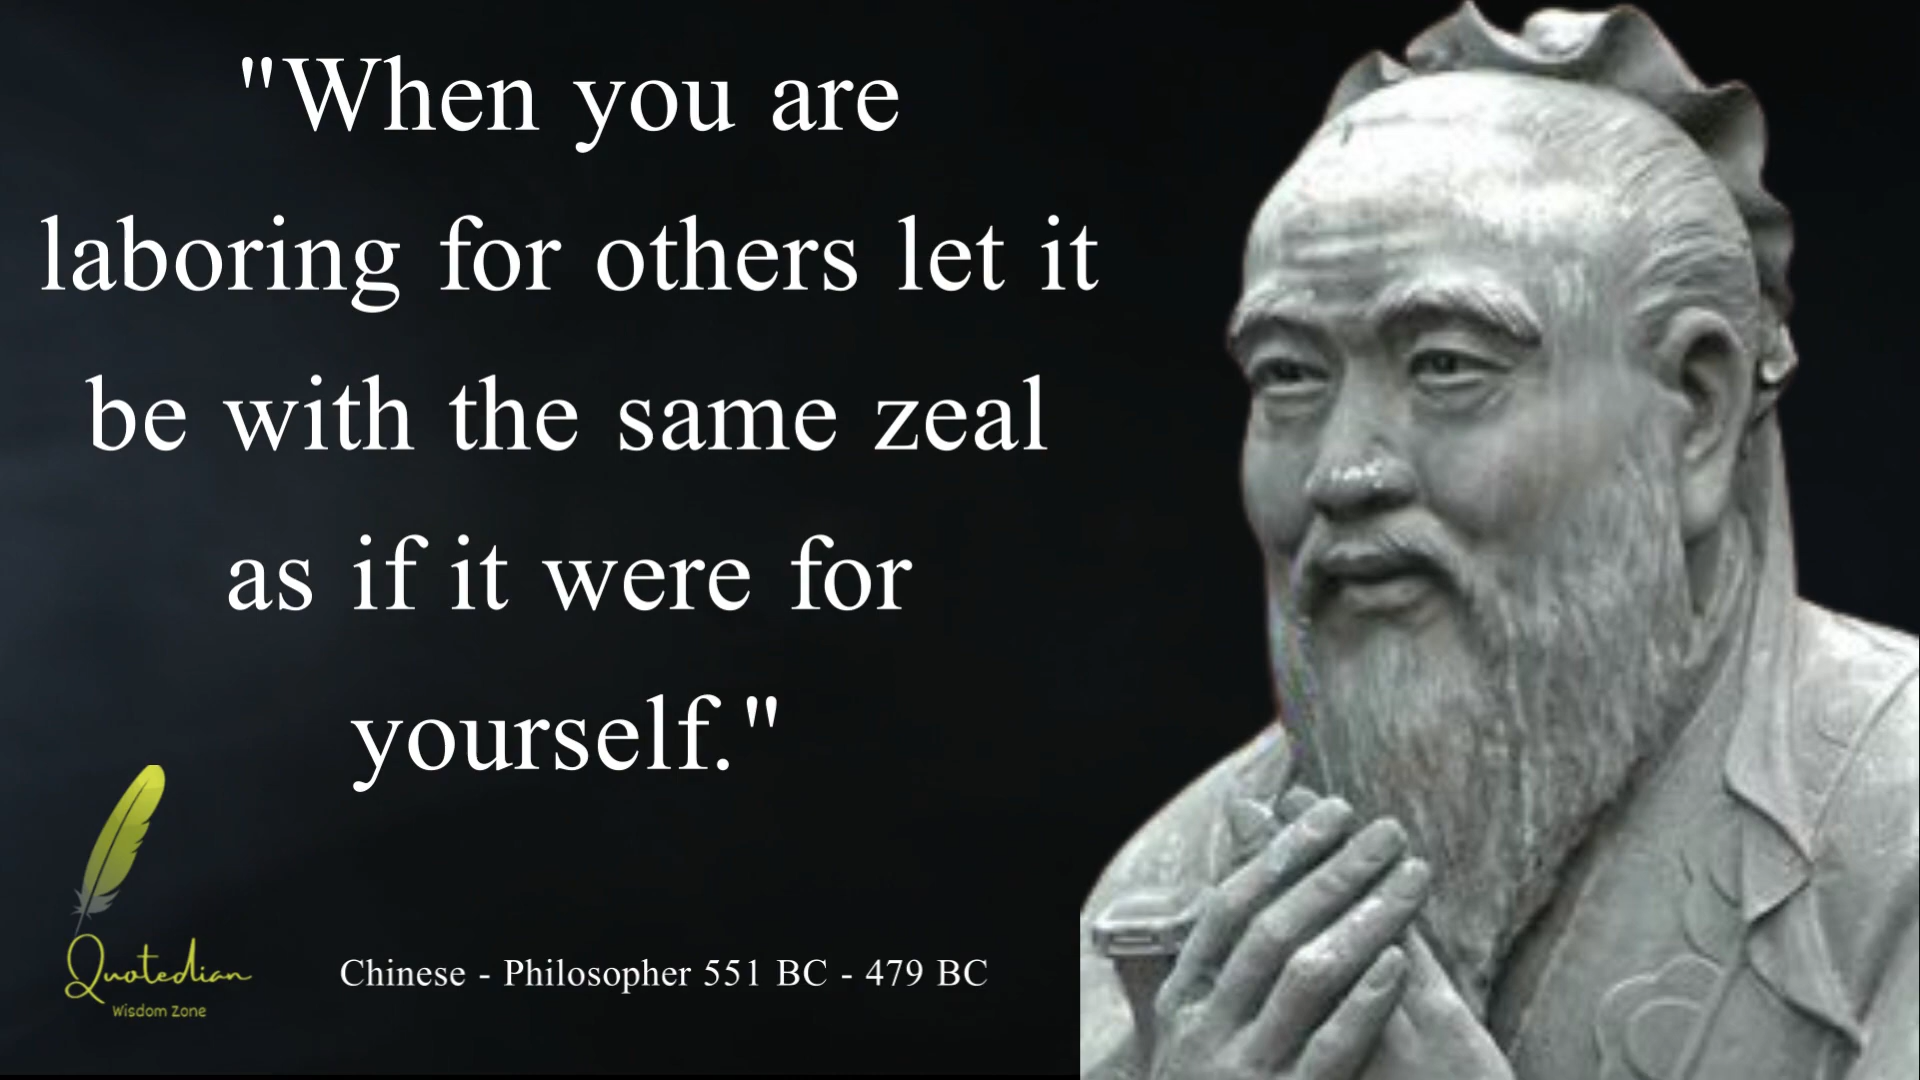 "When you are
laboring for others let it
be with the same zeal
as if it were for
yourself."
Quotedian
Wisdom Zone
Chinese - Philosopher 551 BC - 479 BC